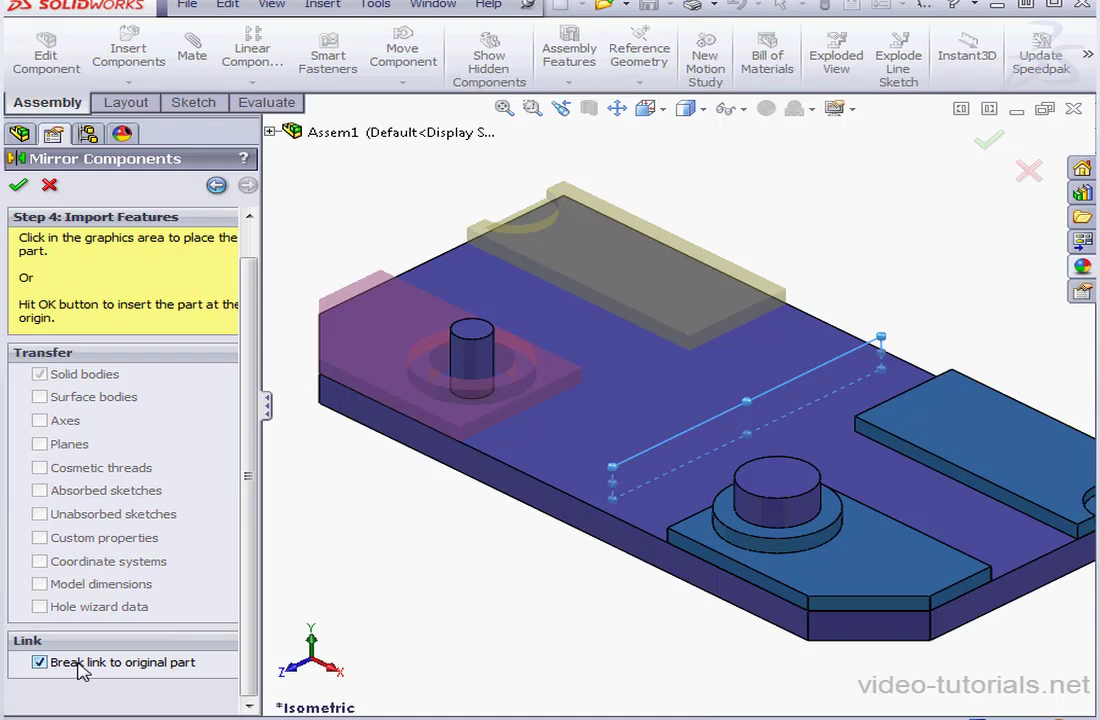 SOLIDWORKS File Edit View Insert Tools Window Help
Edit Component
Insert Components
Mate
Linear Compon...
Smart Fasteners
Move Component
Show Hidden Components
Assembly Features
Reference Geometry
New Motion Study
Bill of Materials
Exploded View
Explode Line Sketch
Instant3D
Update Speedpak
Assembly Layout Sketch Evaluate
Assem1 (Default<Display S...
Mirror Components ?
Step 4: Import Features
Click in the graphics area to place the
part.
Or
Hit OK button to insert the part at the
origin.
Transfer
Solid bodies
Surface bodies
Axes
Planes
Cosmetic threads
Absorbed sketches
Unabsorbed sketches
Custom properties
Coordinate systems
Model dimensions
Hole wizard data
Link
Break link to original part
Y
Z
X
*Isometric
video-tutorials.net